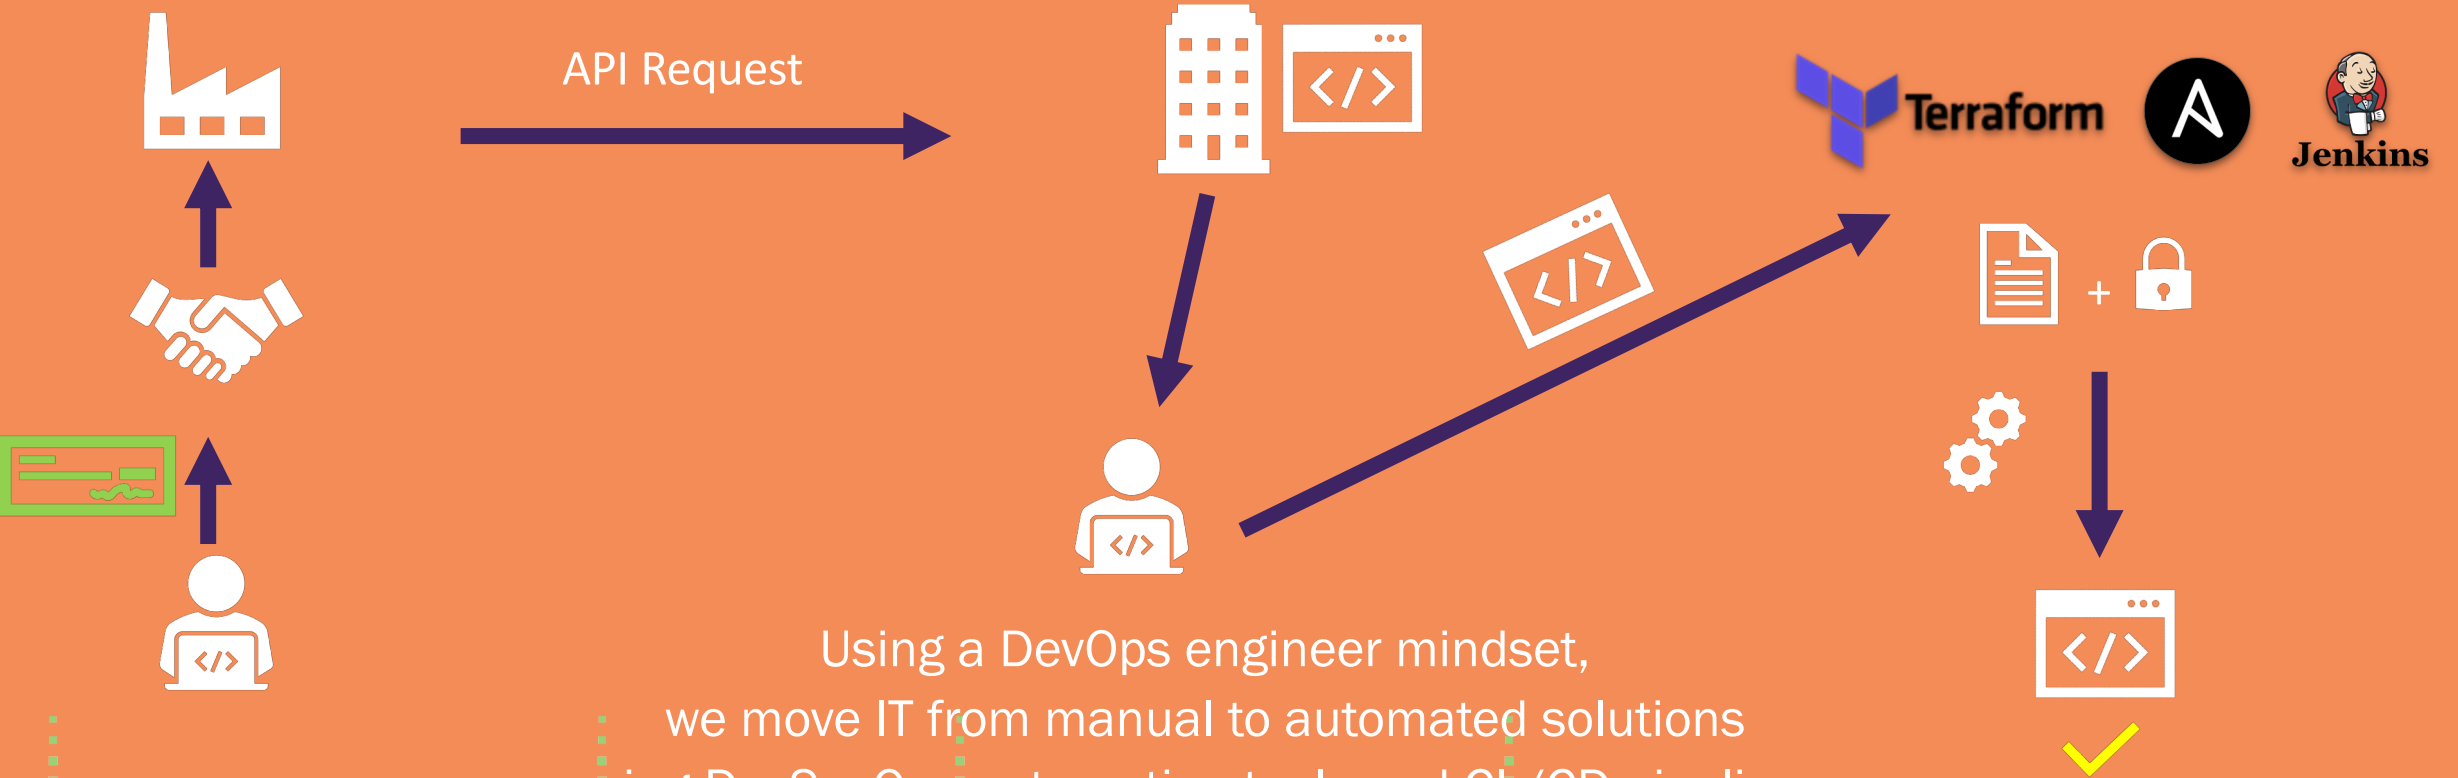 API Request
Terraform
Jenkins
+
Using a DevOps engineer mindset,
we move IT from manual to automated solutions